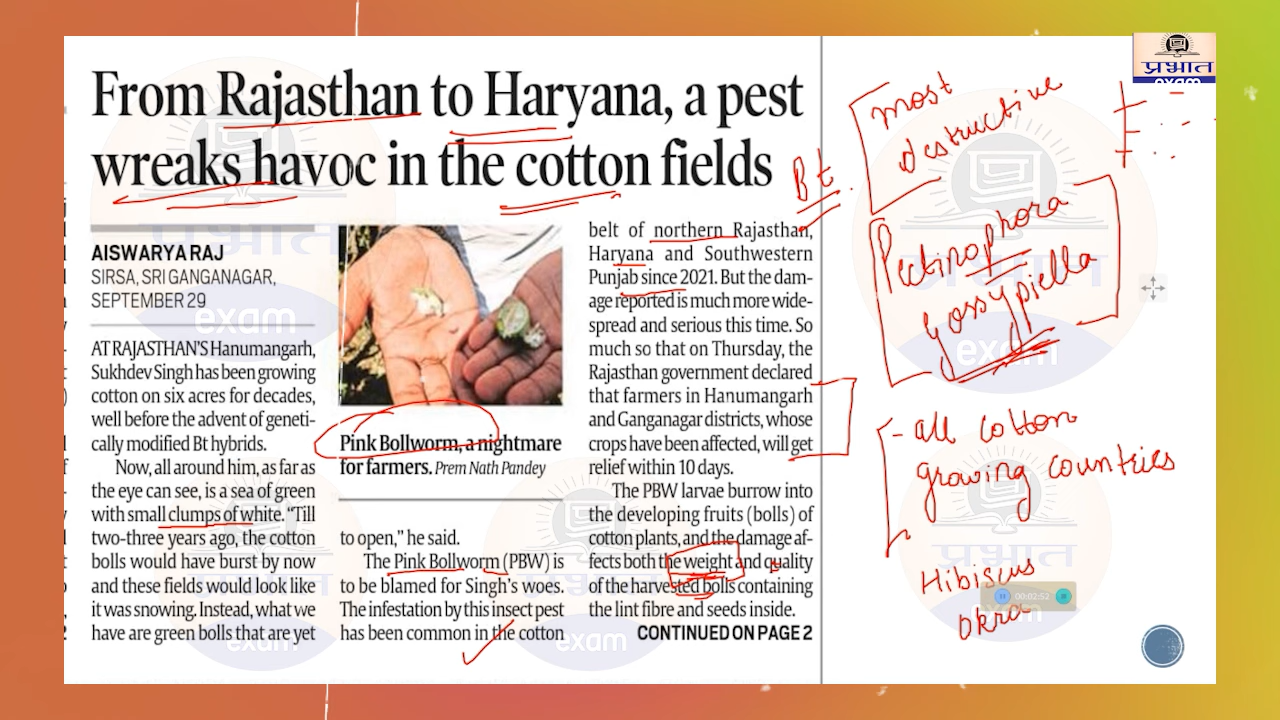 From Rajasthan to Haryana, a pest
wreaks havoc in the cotton fields
AISWARYA RAJ
SIRSA, SRI GANGANAGAR,
SEPTEMBER 29
AT RAJASTHAN'S Hanumangarh,
Sukhdev Singh has been growing
cotton on six acres for decades,
well before the advent of geneti-
cally modified Bt hybrids.
Now, all around him, as far as
the eye can see, is a sea of green
with small clumps of white. “Till
two-three years ago, the cotton
bolls would have burst by now
and these fields would look like
it was snowing. Instead, what we
have are green bolls that are yet
Pink Bollworm, a nightmare
for farmers. Prem Nath Pandey
to open,” he said.
The Pink Bollworm (PBW) is
to be blamed for Singh's woes.
The infestation by this insect pest
has been common in the cotton
belt of northern Rajasthan,
Haryana and Southwestern
Punjab since 2021. But the dam-
age reported is much more wide-
spread and serious this time. So
much so that on Thursday, the
Rajasthan government declared
that farmers in Hanumangarh
and Ganganagar districts, whose
crops have been affected, will get
relief within 10 days.
The PBW larvae burrow into
the developing fruits (bolls) of
cotton plants, and the damage af-
fects both the weight and quality
of the harvested bolls containing
the lint fibre and seeds inside.
CONTINUED ON PAGE 2
Bt
most
destructive
Pectinophora
gossypiella
- all cotton
growing countries
Hibiscus
Okra
00:02:52
प्रभात
exam
प्रभात
exam
exam
exam
exam